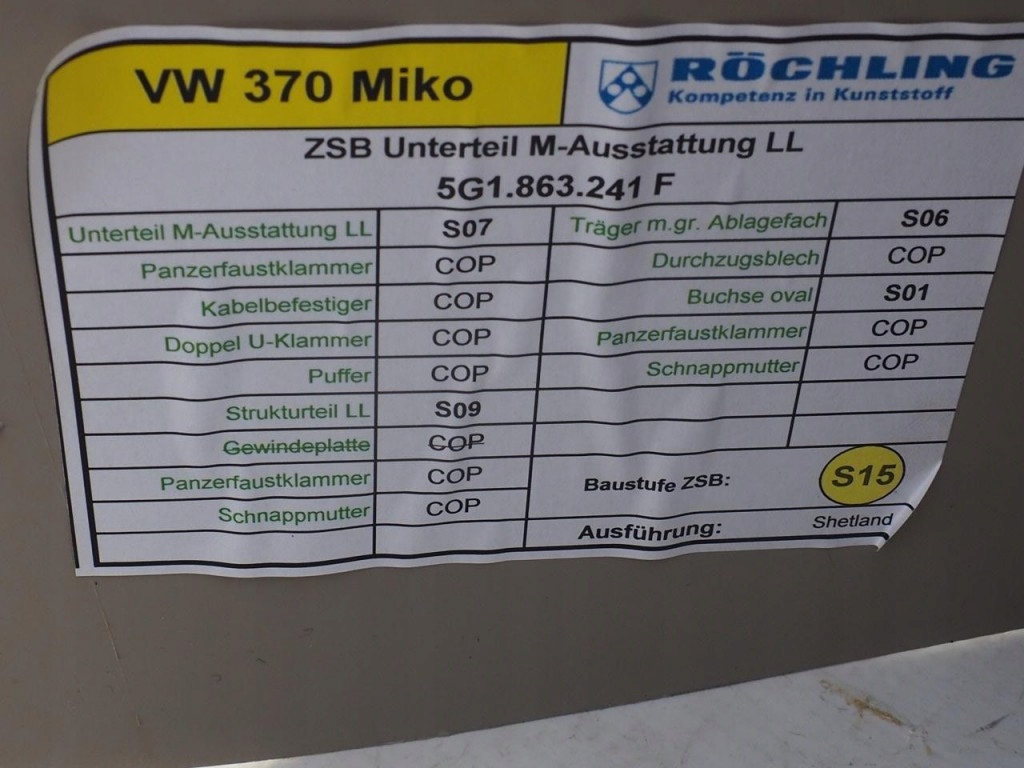 VW 370 Miko
RÖCHLING
Kompetenz in Kunststoff
ZSB Unterteil M-Ausstattung LL
5G1.863.241 F
Unterteil M-Ausstattung LL S07 Träger m.gr. Ablagefach S06
Panzerfaustklammer COP Durchzugsblech COP
Kabelbefestiger COP Buchse oval S01
Doppel U-Klammer COP Panzerfaustklammer COP
Puffer COP Schnappmutter COP
Strukturteil LL S09
Gewindeplatte COP
Panzerfaustklammer COP Baustufe ZSB: S15
Schnappmutter COP Ausführung: Shetland